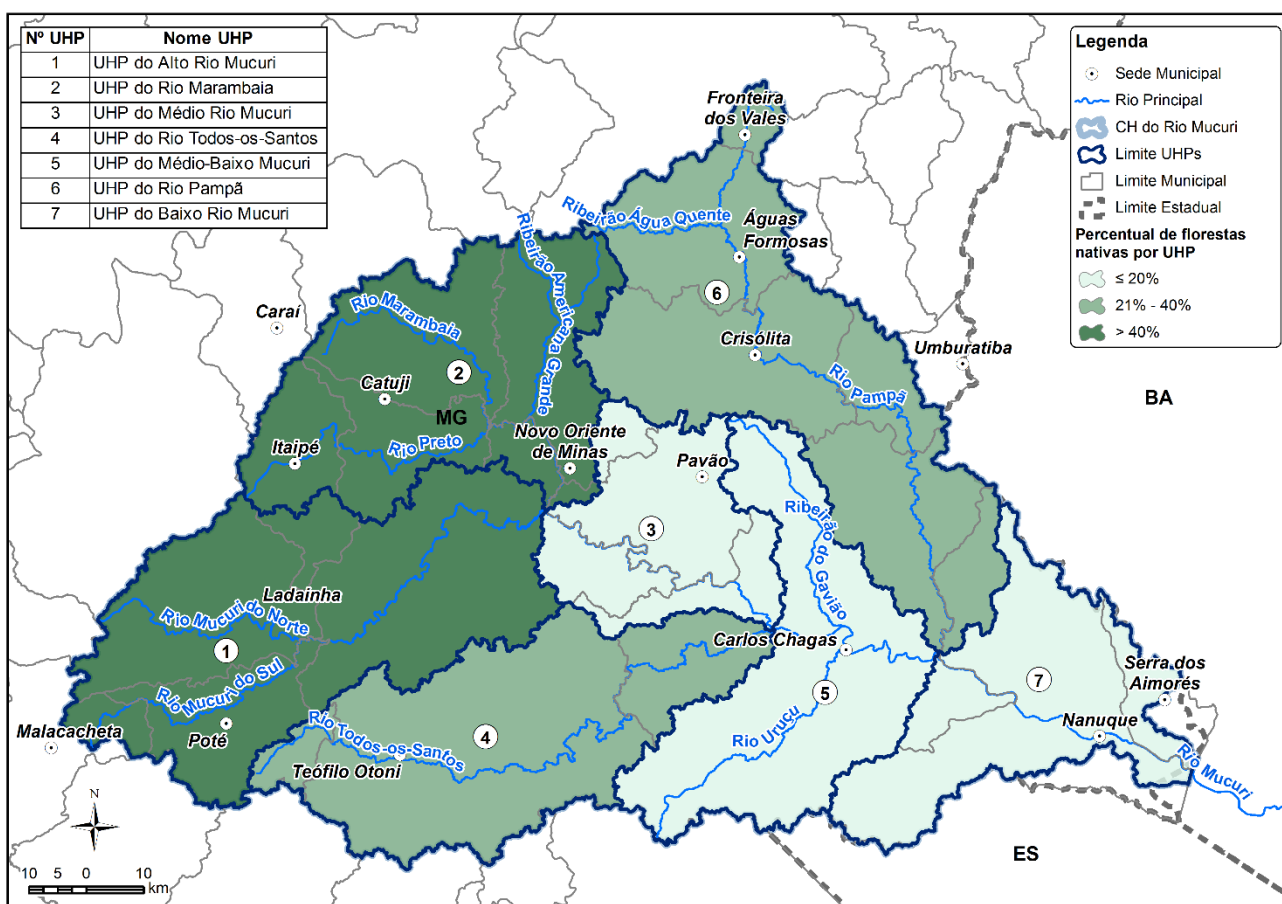 Nº UHP Nome UHP
1 UHP do Alto Rio Mucuri
2 UHP do Rio Marambaia
3 UHP do Médio Rio Mucuri
4 UHP do Rio Todos-os-Santos
5 UHP do Médio-Baixo Mucuri
6 UHP do Rio Pampã
7 UHP do Baixo Rio Mucuri
Legenda
Sede Municipal
Rio Principal
CH do Rio Mucuri
Limite UHPs
Limite Municipal
Limite Estadual
Percentual de florestas
nativas por UHP
≤ 20%
21% - 40%
> 40%
Fronteira
dos Vales
Ribeirão Água Quente
Águas
Formosas
Ribeirão Americana Grande
6
Caraí
Rio Marambaia
Crisólita
Umburatiba
2
Catuji
MG
Rio Pampã
BA
Rio Preto
Itaipé
Novo Oriente
de Minas
Pavão
3
Ribeirão do Gavião
Ladainha
Rio Mucuri do Norte
1
Carlos Chagas
Rio Mucuri do Sul
5
7
Serra dos
Aimorés
Malacacheta
Poté
4
Rio Todos-os-Santos
Teófilo Otoni
Rio Uruçu
Nanuque
Rio Mucuri
N
ES
10 5 0 10
km